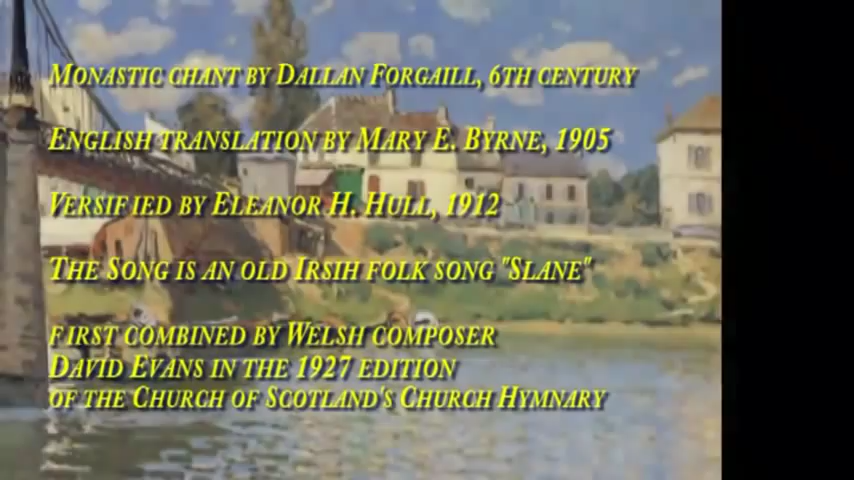 Monastic chant by Dallan Forgaill, 6th century
English translation by Mary E. Byrne, 1905
Versified by Eleanor H. Hull, 1912
The Song is an old Irsih folk song "Slane"
first combined by Welsh composer
David Evans in the 1927 edition
of the Church of Scotland's Church Hymnary